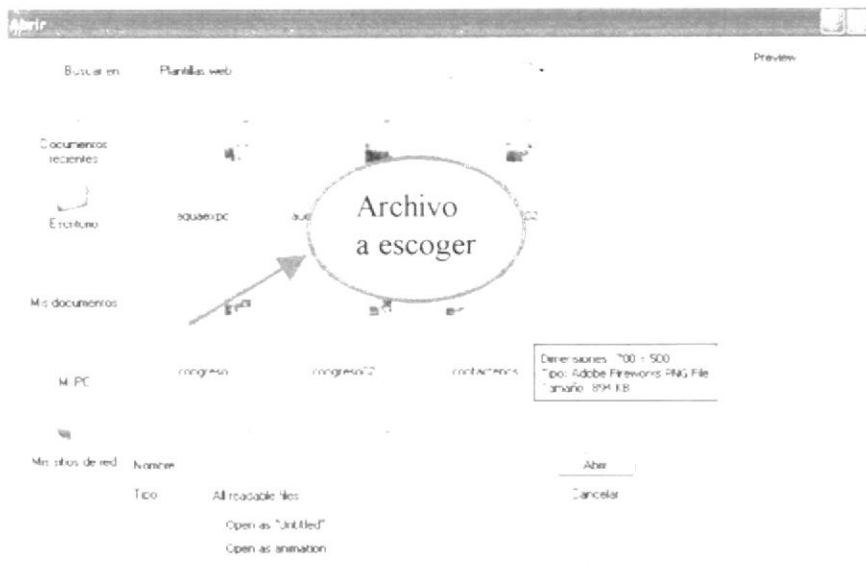 Abrir
Buscar en:
Plantillas web
Preview
Documentos
recientes
Escritorio
aquaexpo
Archivo
a escoger
Mis documentos
congreso
congreso02
contactenos
Dimensiones: 700 x 500
Tipo: Adobe Fireworks PNG File
Tamaño: 894 KB
Mi PC
Mis sitios de red
Nombre
Abrir
Tipo
All readable files
Cancelar
Open as "Untitled"
Open as animation